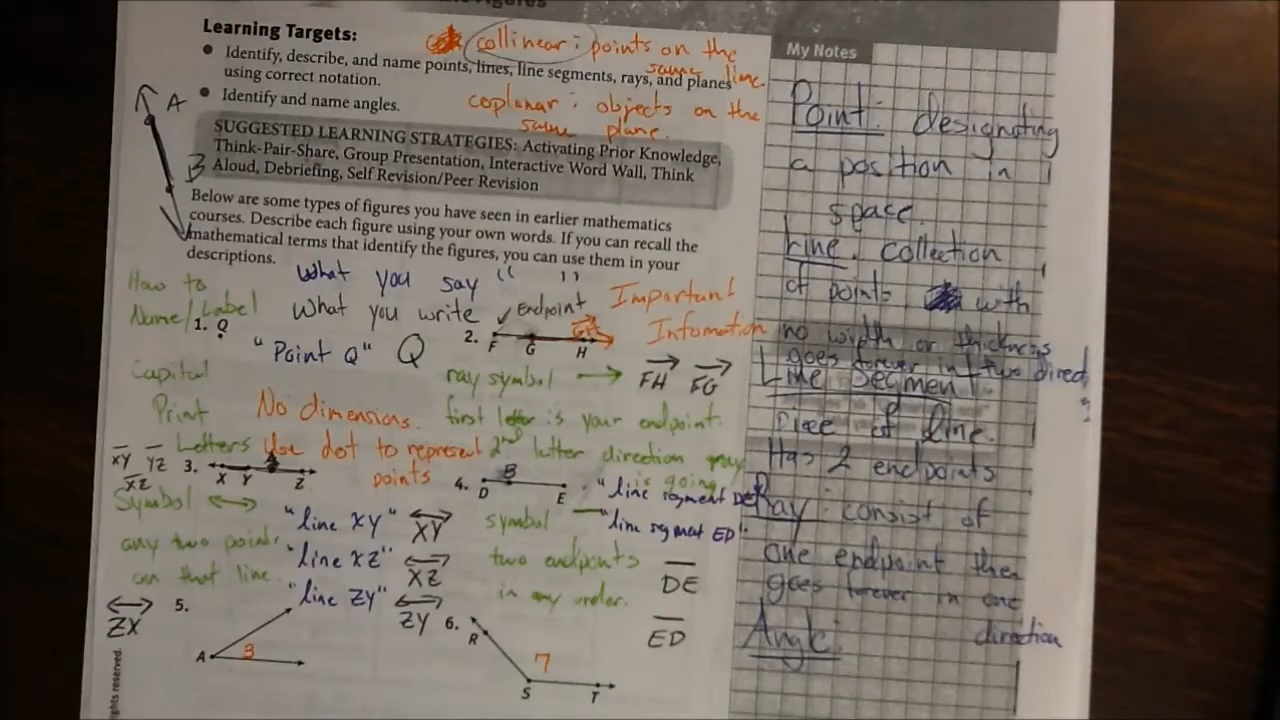 Learning Targets:
collinear: points on the same line
• Identify, describe, and name points, lines, line segments, rays, and planes
using correct notation.
• Identify and name angles.
coplanar: objects on the
same plane.
A
B
SUGGESTED LEARNING STRATEGIES: Activating Prior Knowledge,
Think-Pair-Share, Group Presentation, Interactive Word Wall, Think
Aloud, Debriefing, Self Revision/Peer Revision
Below are some types of figures you have seen in earlier mathematics
courses. Describe each figure using your own words. If you can recall the
mathematical terms that identify the figures, you can use them in your
descriptions.
How to
Name/Label
What you say " "
What you write
Endpoint
Important
Infomation
1. Q
"Point Q" Q
2. F G H
Capital
Print
Letters
No dimensions.
Use dot to represent
points
ray symbol → FH GG
first letter is your endpoint.
2nd letter direction ray
is going
XY YZ
XZ
3. X Y Z
Symbol ↔
any two points
on that line.
"line XY" XY
"line XZ" XZ
"line ZY" ZY
ZX
4. D B E
"line segment DE"
symbol — "line segment ED"
two endpoints
in any order.
DE
ED
5. A 3
6. R S T 7
ghts reserved.
My Notes
Point: designating
a position in
space.
Line: collection
of points with
no width or thickness
goes forever in two direc
Line Segment:
Piece of line.
Has 2 endpoints
Ray: consist of
one endpoint then
goes forever in one
direction
Angle: